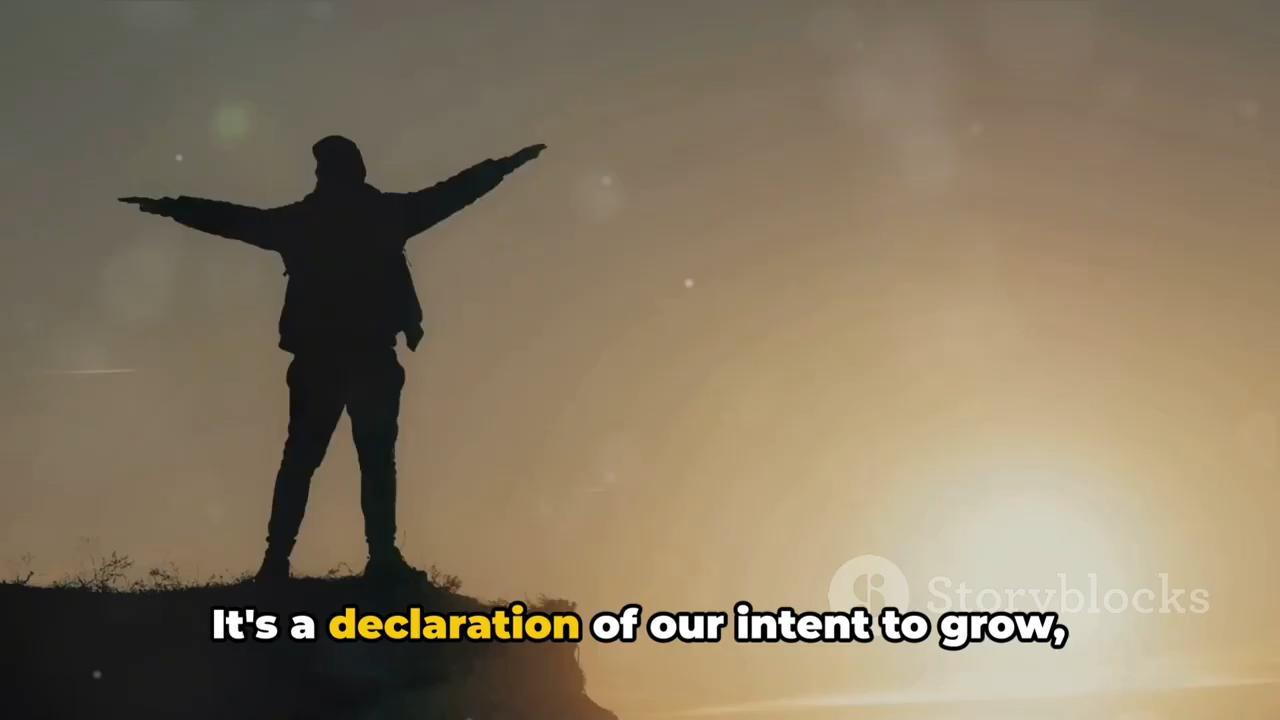 Storyblocks
It's a declaration of our intent to grow,